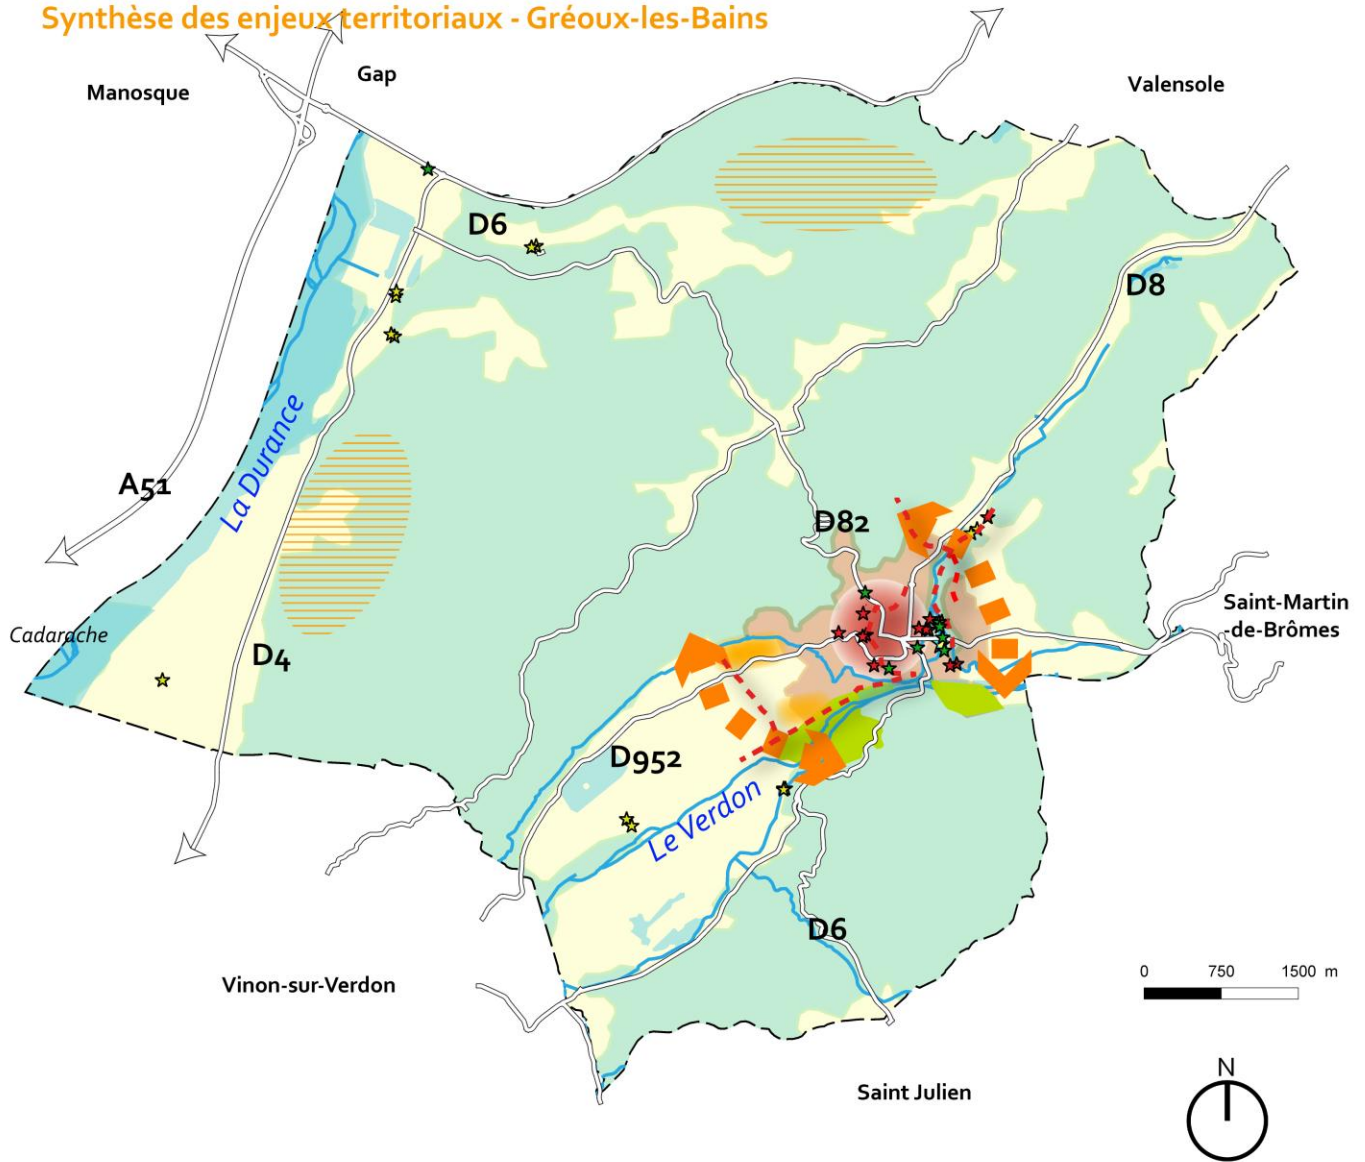 Synthèse des enjeux territoriaux - Gréoux-les-Bains
Gap
Manosque
Valensole
D6
D8
La Durance
A51
D82
Saint-Martin
-de-Brômes
Cadarache
D4
D952
Le Verdon
D6
Vinon-sur-Verdon
0 750 1500 m
N
Saint Julien